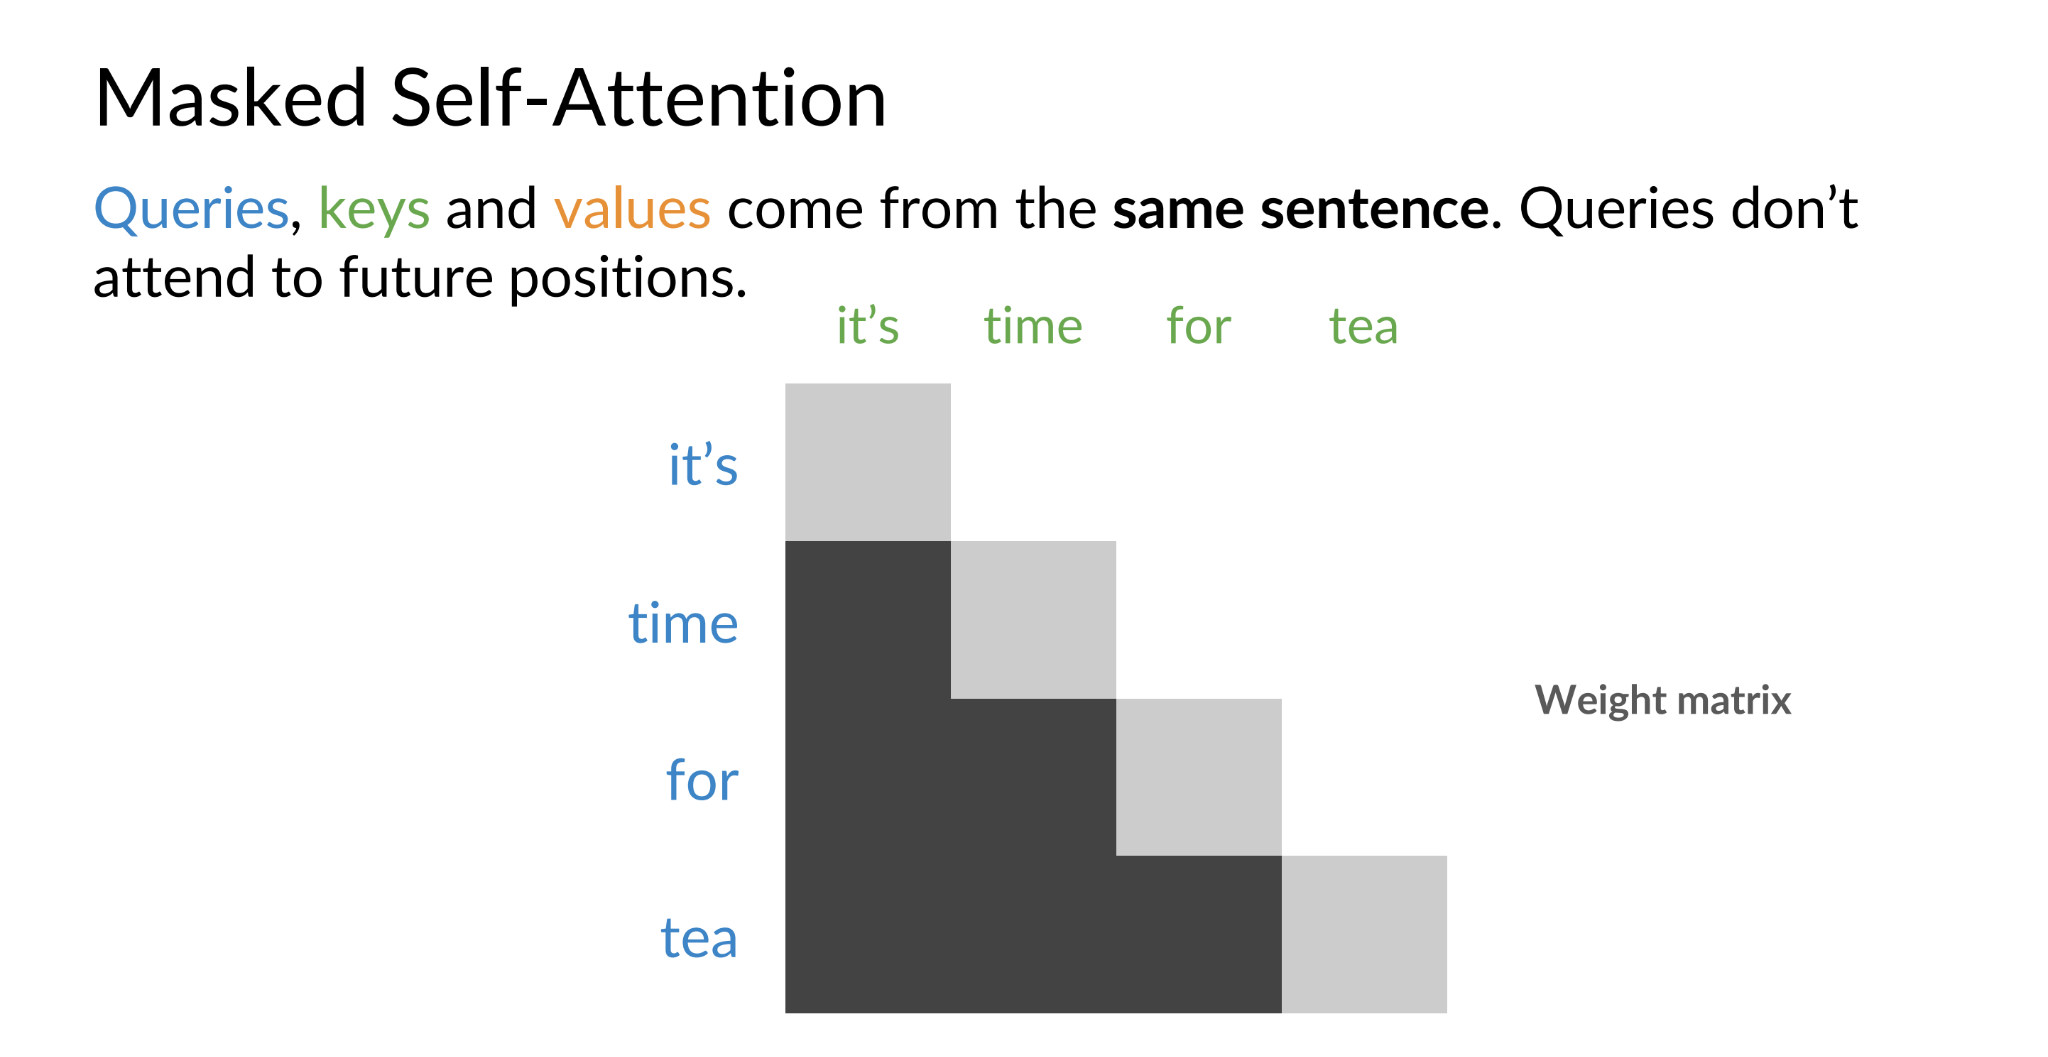 Masked Self-Attention
Queries, keys and values come from the same sentence. Queries don’t
attend to future positions.
it’s time for tea
it’s
time
Weight matrix
for
tea